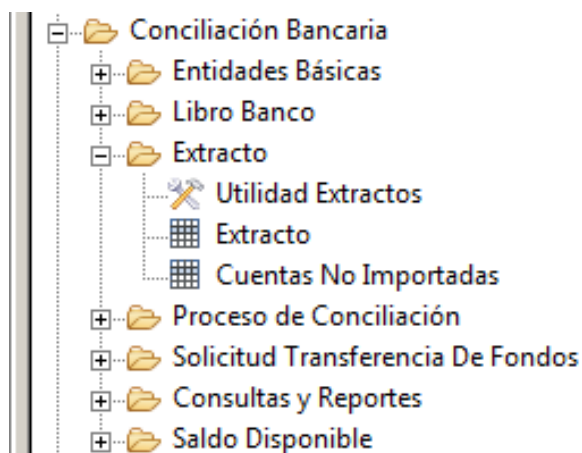 Conciliación Bancaria
Entidades Básicas
Libro Banco
Extracto
Utilidad Extractos
Extracto
Cuentas No Importadas
Proceso de Conciliación
Solicitud Transferencia De Fondos
Consultas y Reportes
Saldo Disponible